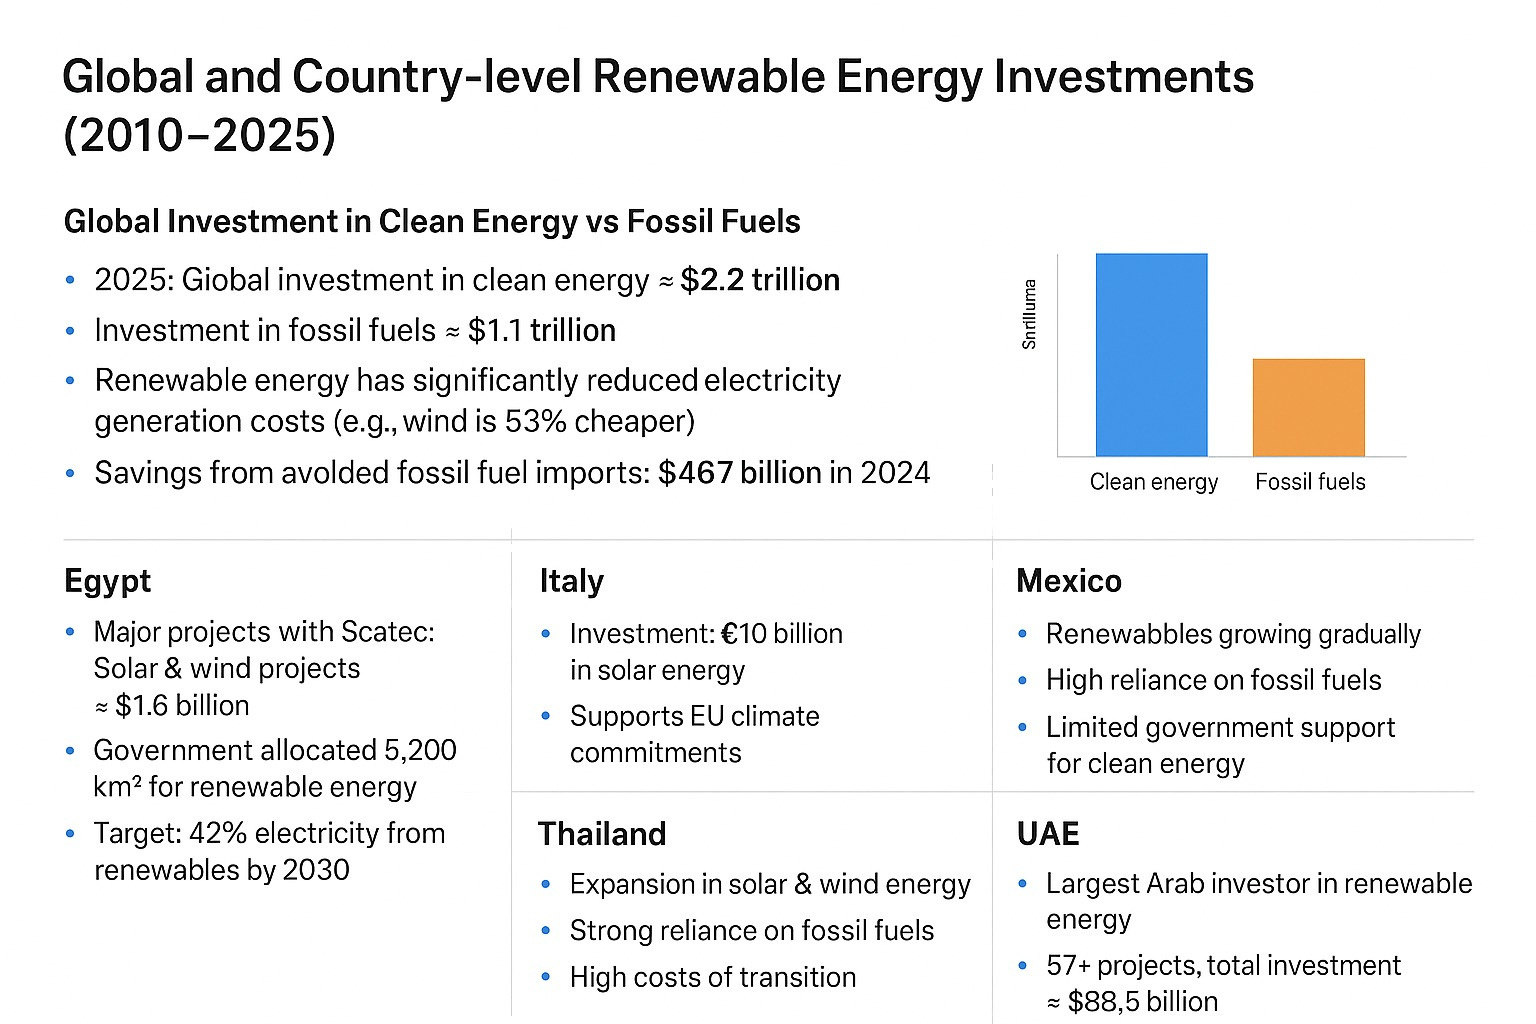 Global and Country-level Renewable Energy Investments
(2010–2025)
Global Investment in Clean Energy vs Fossil Fuels
• 2025: Giobal investment in clean energy ≈ $2.2 trillion
• Investment in fossil fuels ≈ $1.1 trillion
• Renewable energy has significantly reduced electricity
generation costs (e.g., wind is 53% cheaper)
• Savings from avolded fossil fuel imports: $467 billion in 2024
Snrilluma
Clean energy
Fossil fuels
Egypt
• Major projects with Scatec:
Solar & wind projects
≈ $1.6 billion
• Government allocated 5,200
km² for renewable energy
• Target: 42% electricity from
renewables by 2030
Italy
• Investment: €10 billion
in solar energy
• Supports EU climate
commitments
Mexico
• Renewabbles growing gradually
• High reliance on fossil fuels
• Limited government support
for clean energy
Thailand
• Expansion in solar & wind energy
• Strong reliance on fossil fuels
• High costs of transition
UAE
• Largest Arab investor in renewable
energy
• 57+ projects, total investment
≈ $88,5 billion